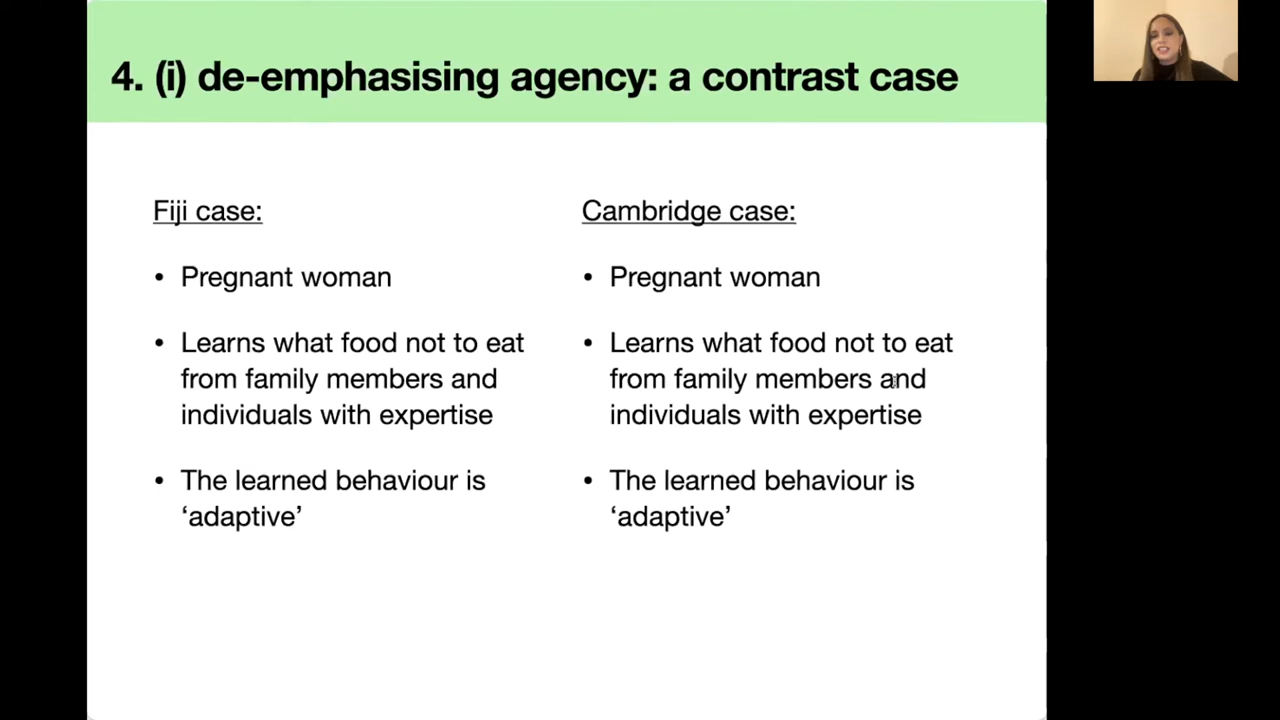 4. (i) de-emphasising agency: a contrast case
Fiji case:
• Pregnant woman
• Learns what food not to eat
from family members and
individuals with expertise
• The learned behaviour is
‘adaptive’
Cambridge case:
• Pregnant woman
• Learns what food not to eat
from family members and
individuals with expertise
• The learned behaviour is
‘adaptive’